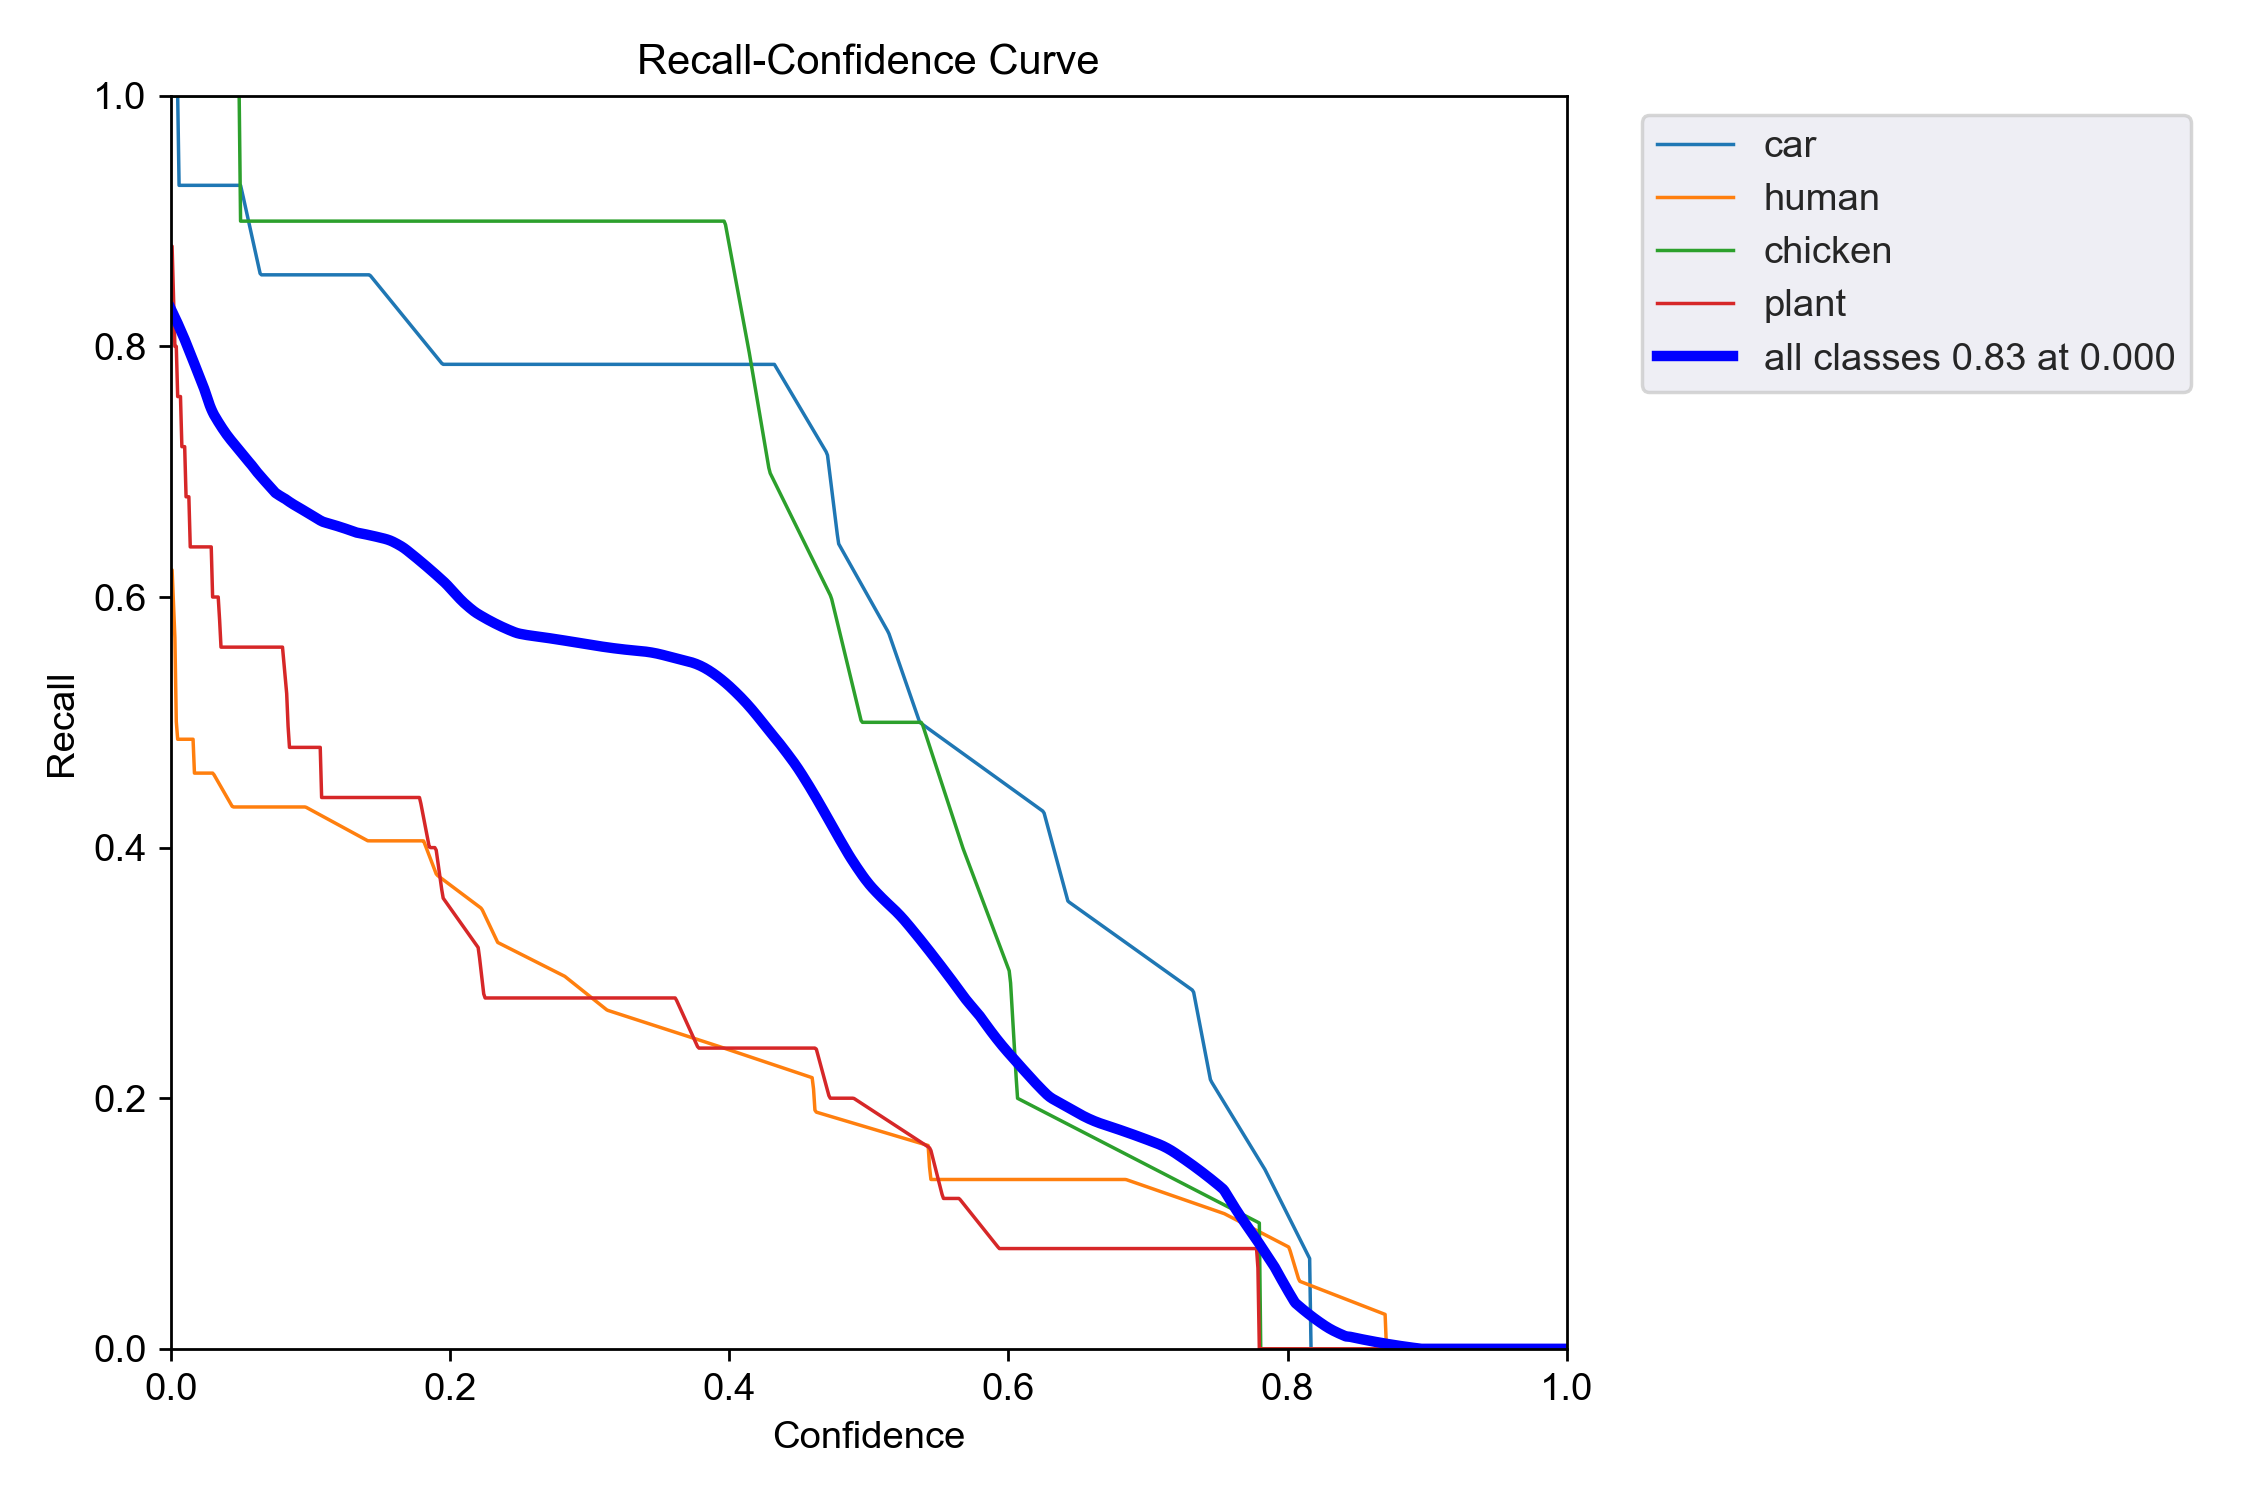 Recall-Confidence Curve
1.0
0.8
0.6
0.4
0.2
0.0
Recall
0.0 0.2 0.4 0.6 0.8 1.0
Confidence
car
human
chicken
plant
all classes 0.83 at 0.000